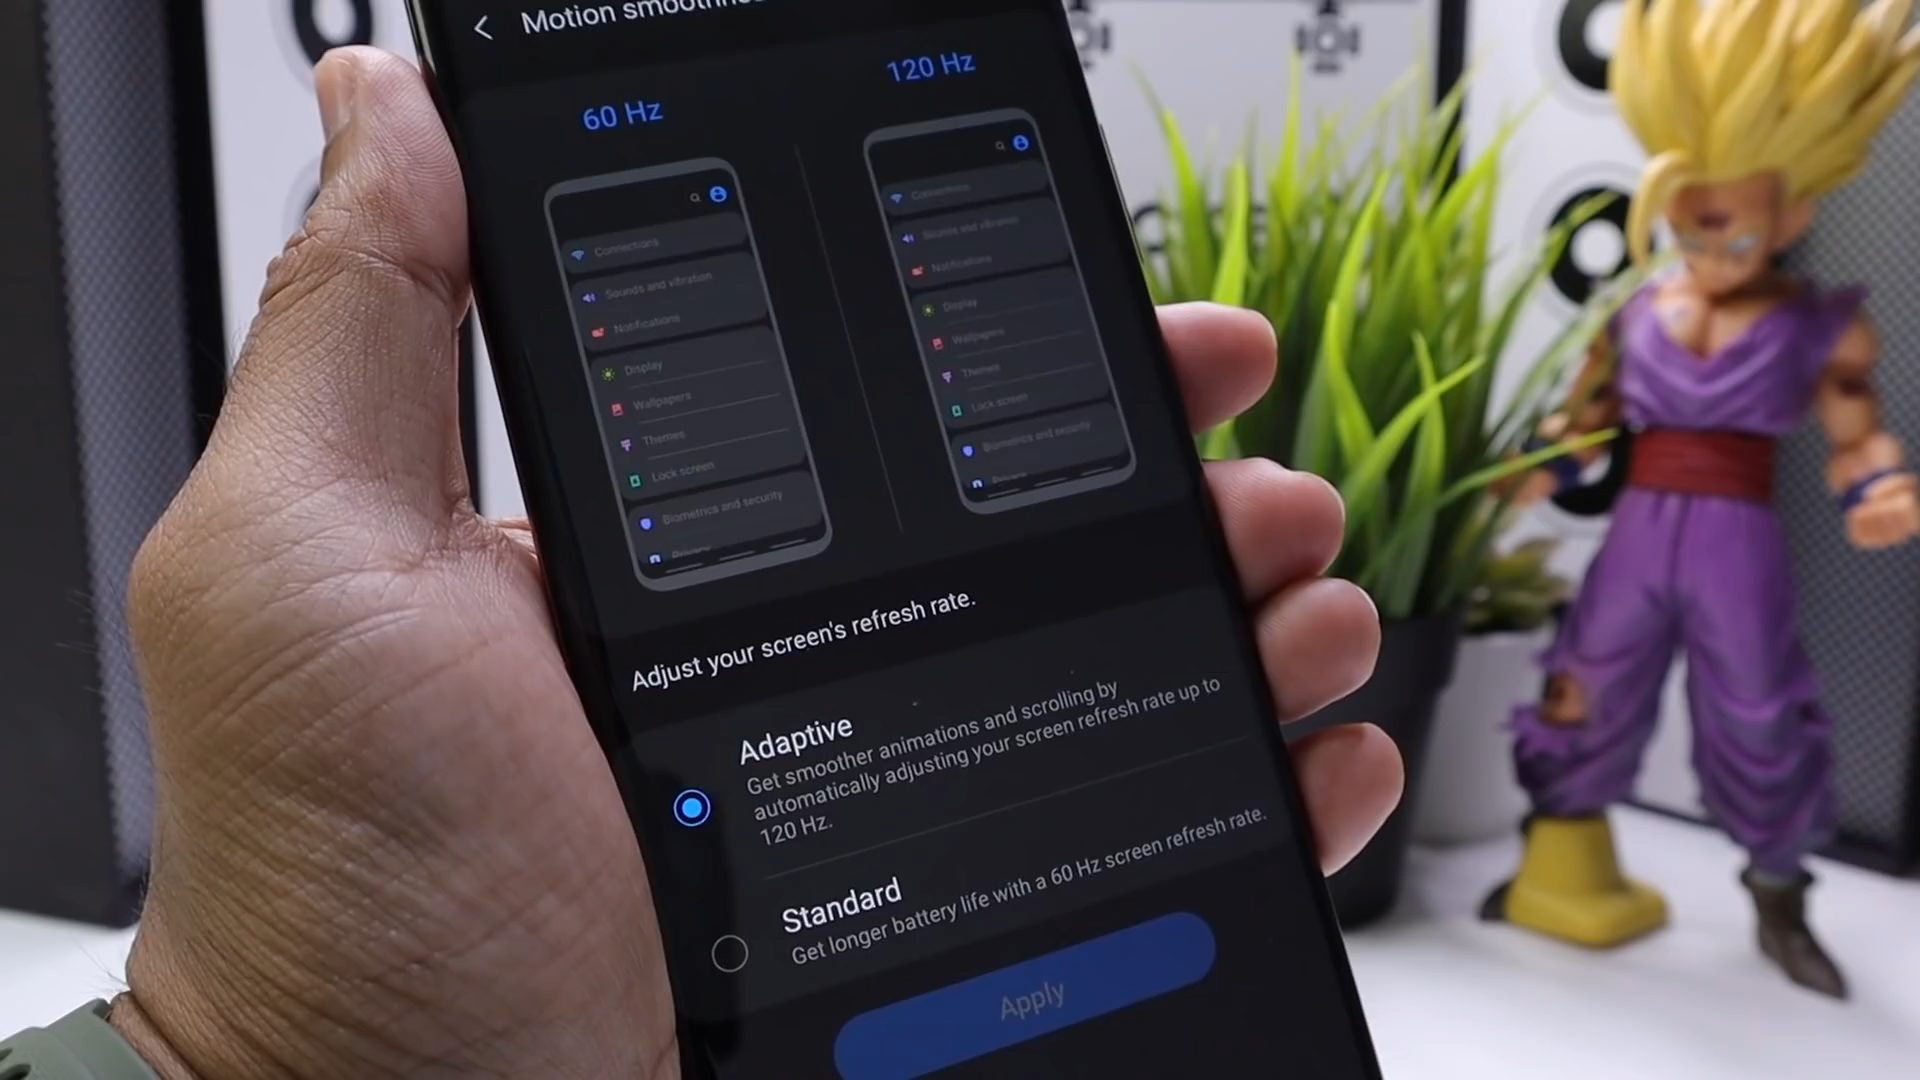 Motion smoothness
60 Hz
120 Hz
Connections
Sounds and vibration
Notifications
Display
Wallpapers
Themes
Lock screen
Biometrics and security
Privacy
Connections
Sounds and vibration
Notifications
Display
Wallpapers
Themes
Lock screen
Biometrics and security
Privacy
Adjust your screen's refresh rate.
Adaptive
Get smoother animations and scrolling by
automatically adjusting your screen refresh rate up to
120 Hz.
Standard
Get longer battery life with a 60 Hz screen refresh rate.
Apply